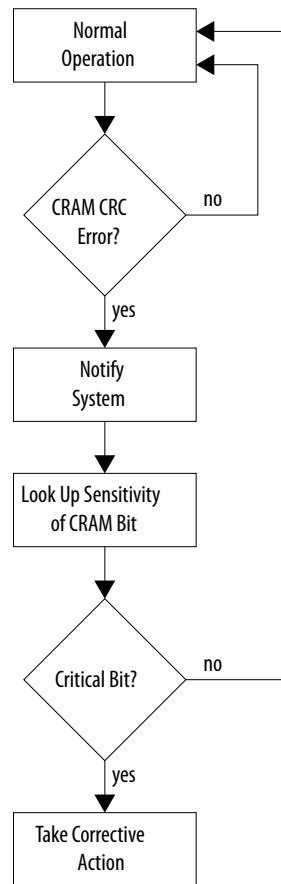 Normal
Operation
CRAM CRC
Error?
no
yes
Notify
System
Look Up Sensitivity
of CRAM Bit
Critical Bit?
no
yes
Take Corrective
Action